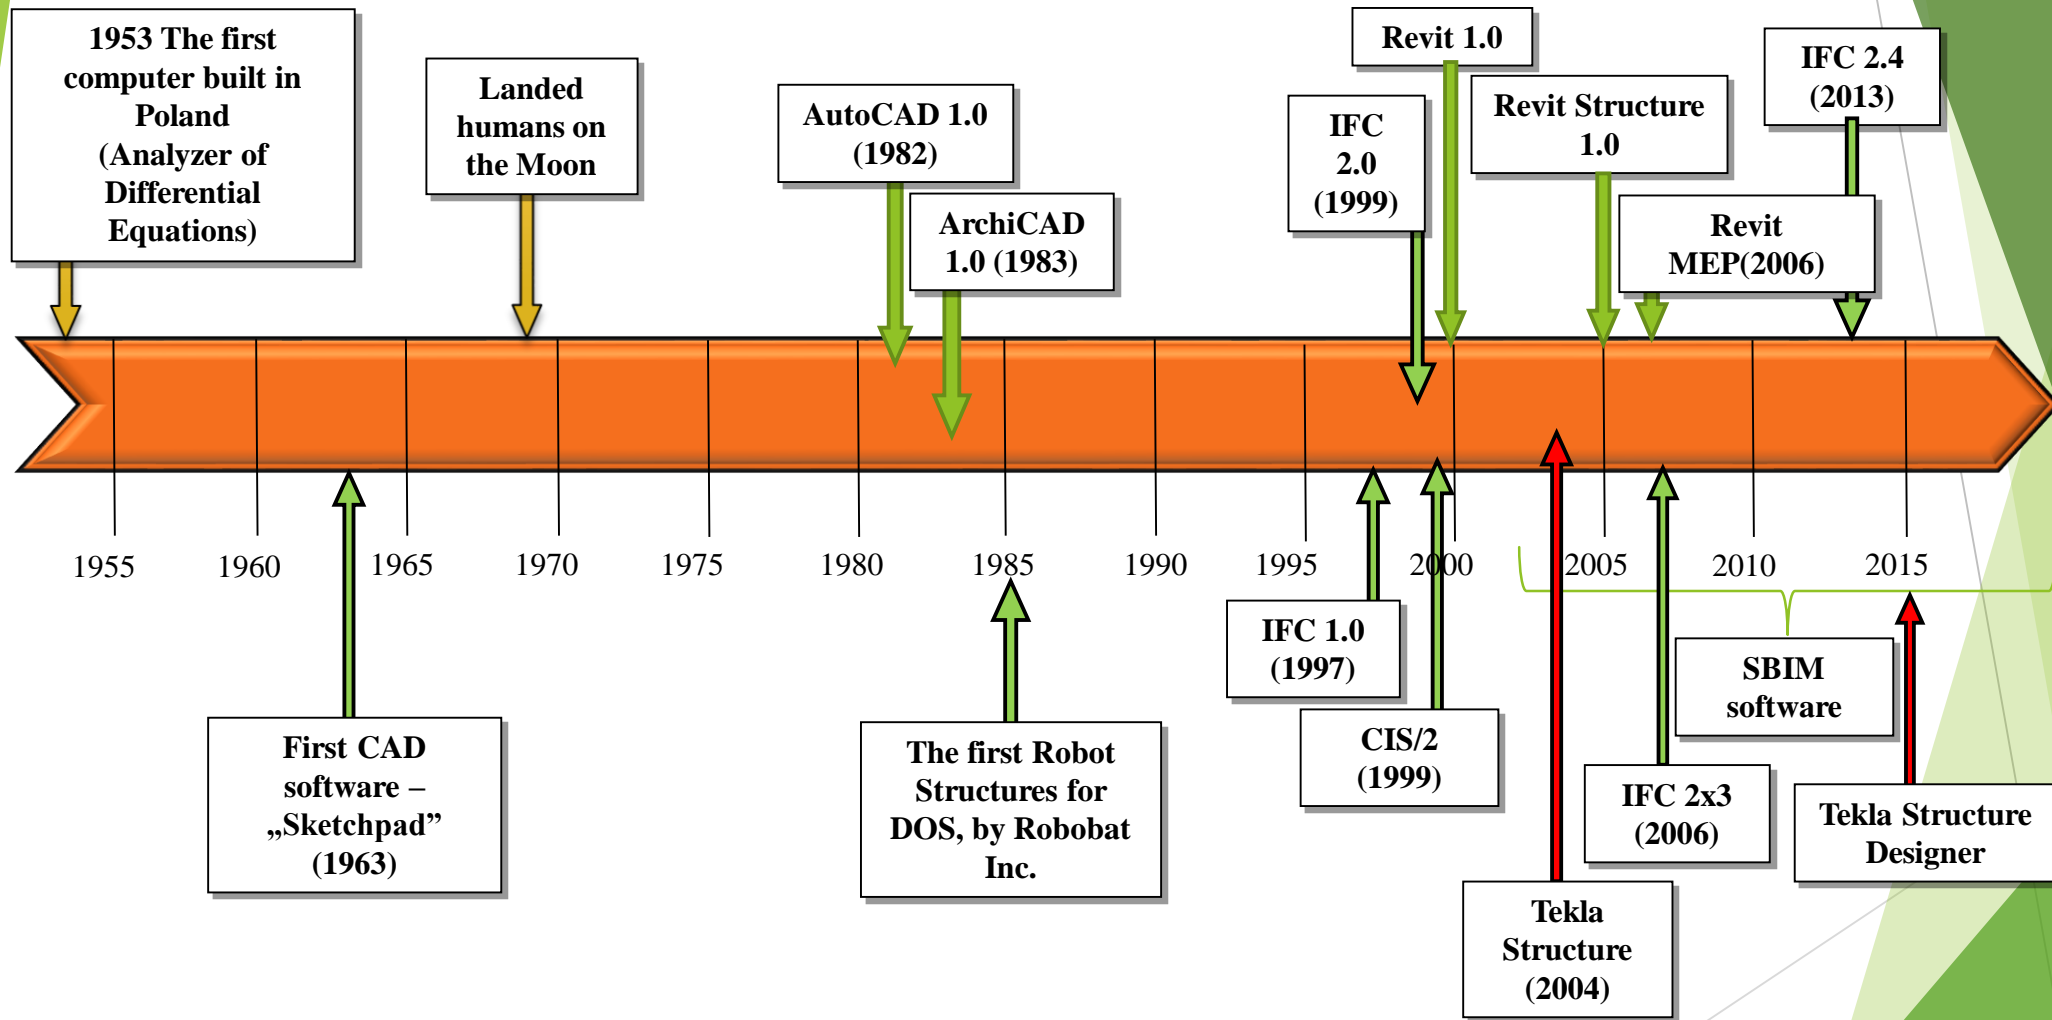 1953 The first
computer built in
Poland
(Analyzer of
Differential
Equations)
Landed
humans on
the Moon
AutoCAD 1.0
(1982)
ArchiCAD
1.0 (1983)
IFC
2.0
(1999)
Revit 1.0
Revit Structure
1.0
Revit
MEP(2006)
IFC 2.4
(2013)
1955
1960
1965
1970
1975
1980
1985
1990
1995
2000
2005
2010
2015
First CAD
software –
„Sketchpad”
(1963)
The first Robot
Structures for
DOS, by Robobat
Inc.
IFC 1.0
(1997)
CIS/2
(1999)
Tekla
Structure
(2004)
IFC 2x3
(2006)
SBIM
software
Tekla Structure
Designer